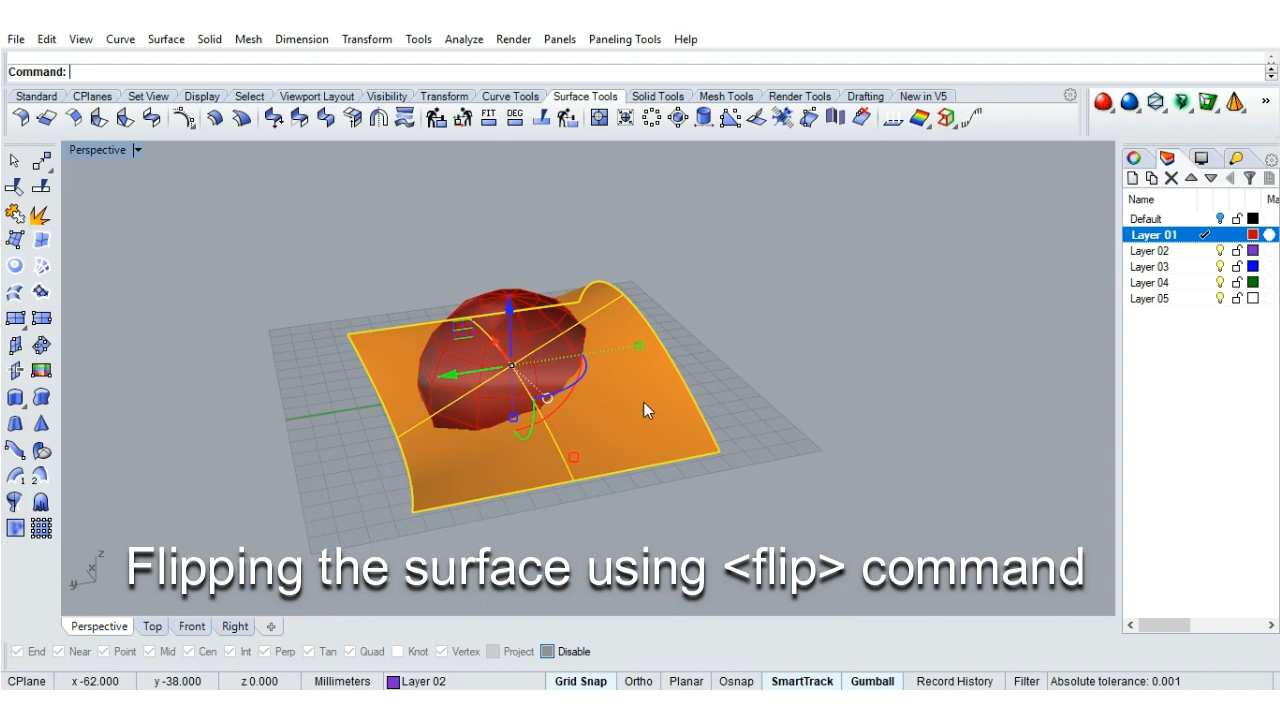 File Edit View Curve Surface Solid Mesh Dimension Transform Tools Analyze Render Panels Paneling Tools Help
Command:
Standard CPlanes Set View Display Select Viewport Layout Visibility Transform Curve Tools Surface Tools Solid Tools Mesh Tools Render Tools Drafting New in V5
FIT DEG
»
Perspective
Name Ma
Default
Layer 01
Layer 02
Layer 03
Layer 04
Layer 05
1 2
z
x
y
Flipping the surface using <flip> command
Perspective Top Front Right
End Near Point Mid Cen Int Perp Tan Quad Knot Vertex Project Disable
CPlane x -62.000 y -38.000 z 0.000 Millimeters Layer 02 Grid Snap Ortho Planar Osnap SmartTrack Gumball Record History Filter Absolute tolerance: 0.001